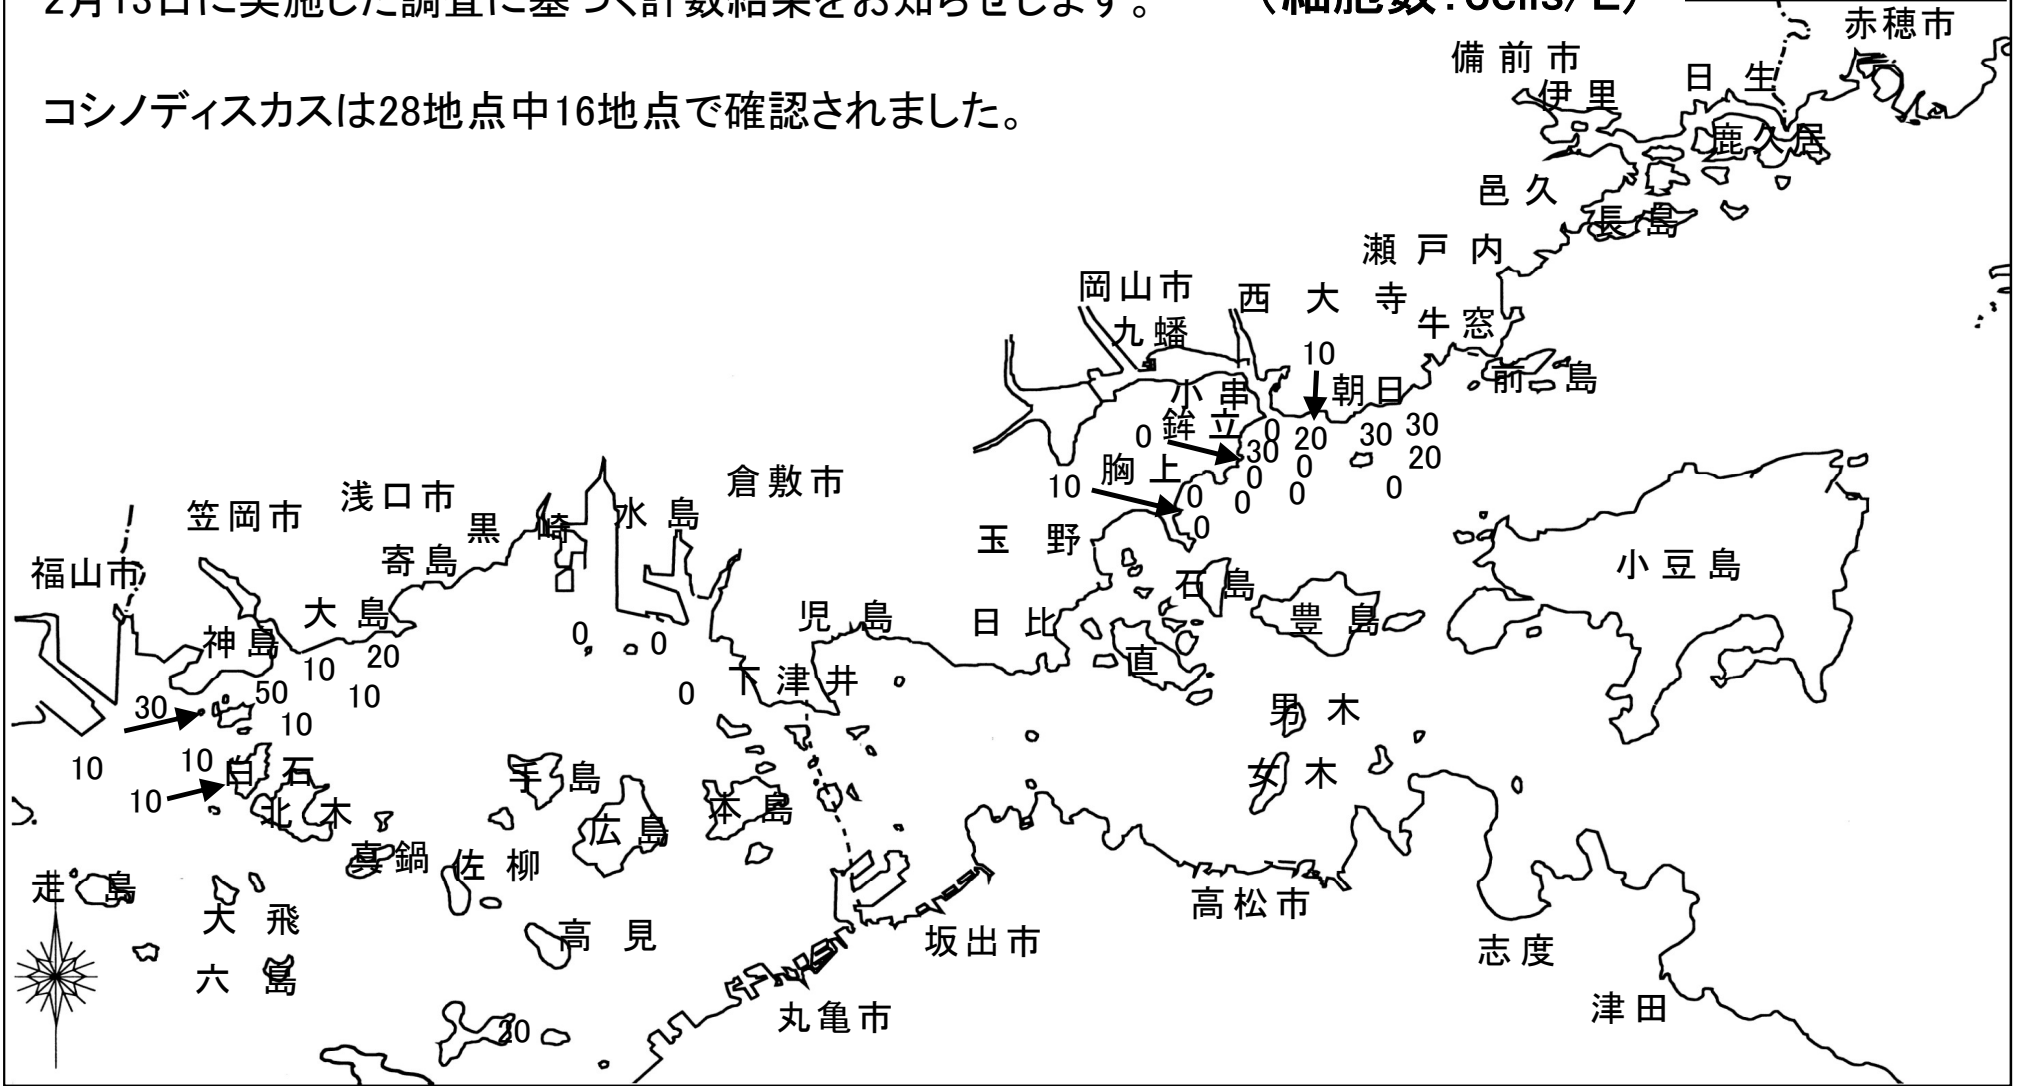 2月13日に実施した調査に基づく計数結果をお知らせします。
(細胞数:cells/L)
赤穂市
備前市
日生
伊里
コシノディスカスは28地点中16地点で確認されました。
鹿久居
邑久
長島
瀬戸内
岡山市
西大寺
牛窓
九蟠
10
前島
小串
朝日
鉾立
0
0
20
30
30
30
20
胸上
0
0
10
0
0
0
0
0
倉敷市
浅口市
笠岡市
水島
黒崎
玉野
寄島
福山市
石島
小豆島
大島
児島
日比
豊島
神島
0
0
10
20
直
下津井
50
10
0
30
10
男木
10
10
白石
手島
女木
10
北木
本島
広島
真鍋
佐柳
走島
高松市
大飛
高見
坂出市
志度
六島
丸亀市
津田
20